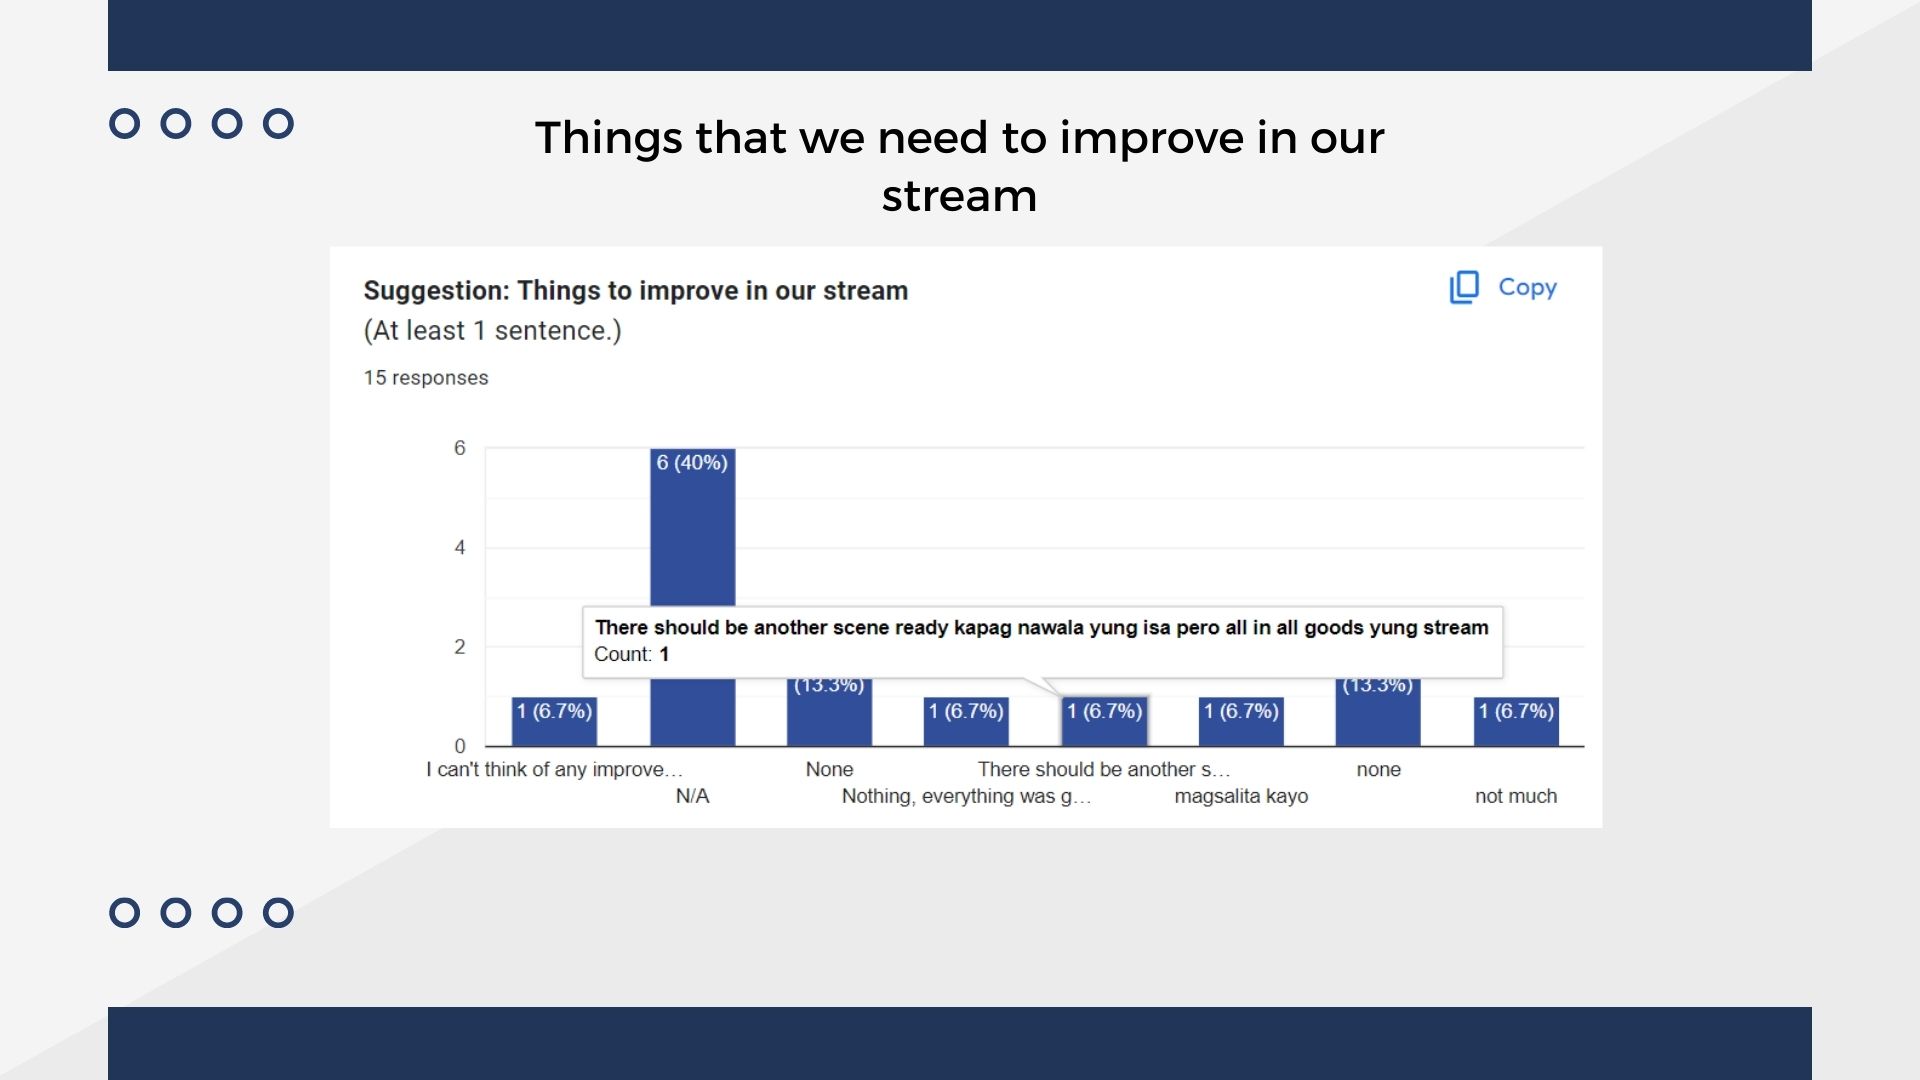 Things that we need to improve in our
stream
Suggestion: Things to improve in our stream
Copy
(At least 1 sentence.)
15 responses
6
6 (40%)
4
There should be another scene ready kapag nawala yung isa pero all in all goods yung stream
2
Count: 1
(13.3%)
(13.3%)
1 (6.7%)
1 (6.7%)
1 (6.7%)
1 (6.7%)
1 (6.7%)
0
I can't think of any improve…
None
There should be another s…
none
N/A
Nothing, everything was g…
magsalita kayo
not much